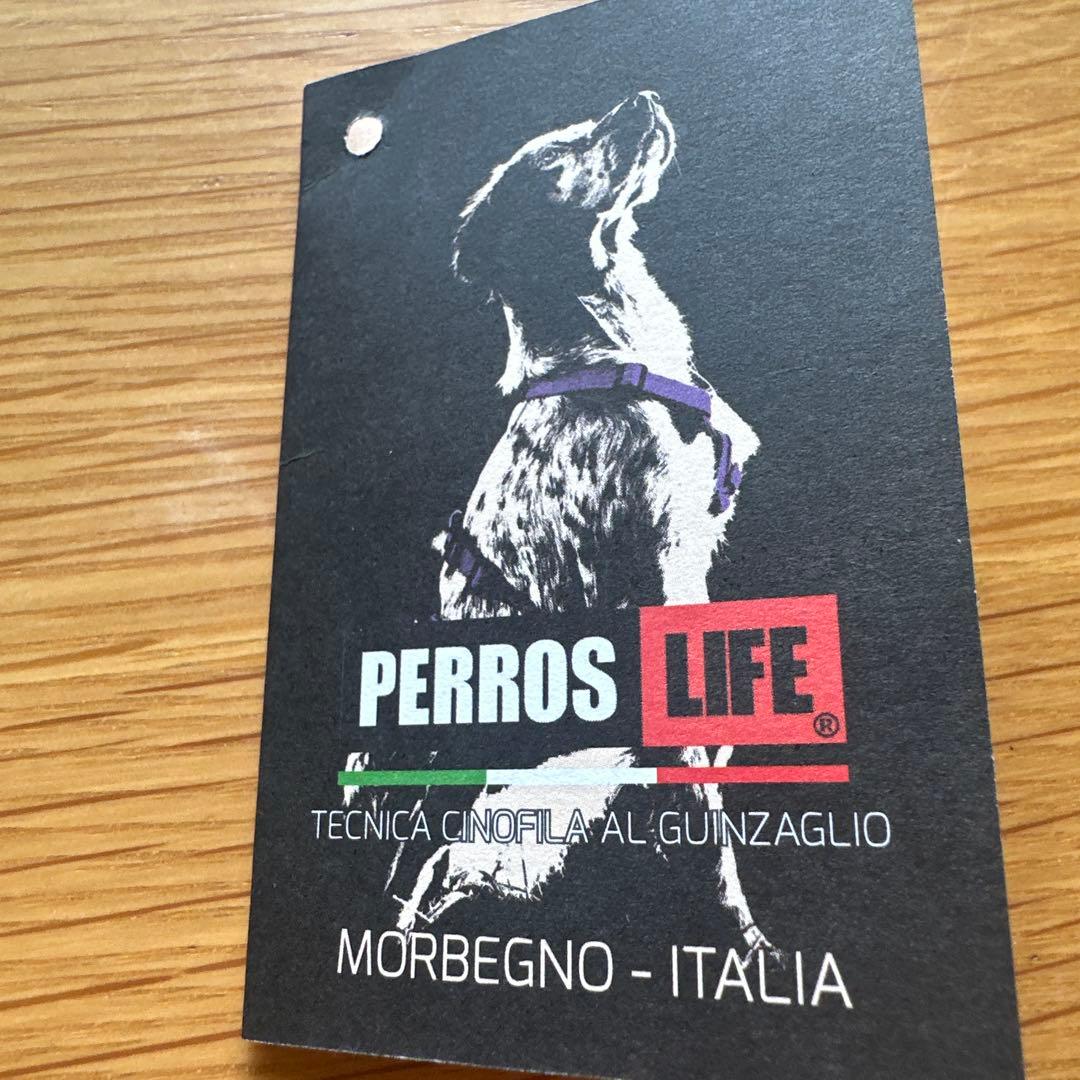 PERROS LIFE®
TECNICA CINOFILA AL GUINZAGLIO
MORBEGNO - ITALIA